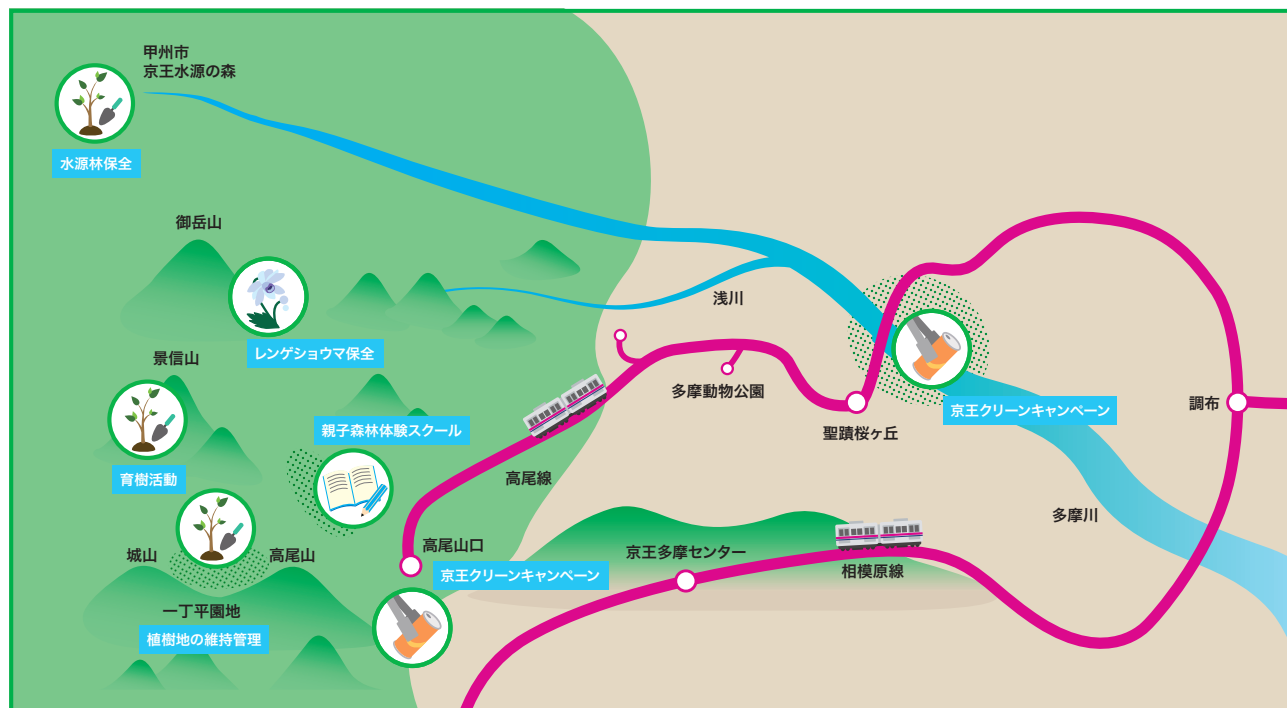 甲州市
京王水源の森
水源林保全
御岳山
レンゲショウマ保全
浅川
景信山
育樹活動
親子森林体験スクール
多摩動物公園
聖蹟桜ヶ丘
京王クリーンキャンペーン
調布
高尾線
多摩川
城山
高尾山
高尾山口
京王クリーンキャンペーン
京王多摩センター
相模原線
一丁平園地
植樹地の維持管理